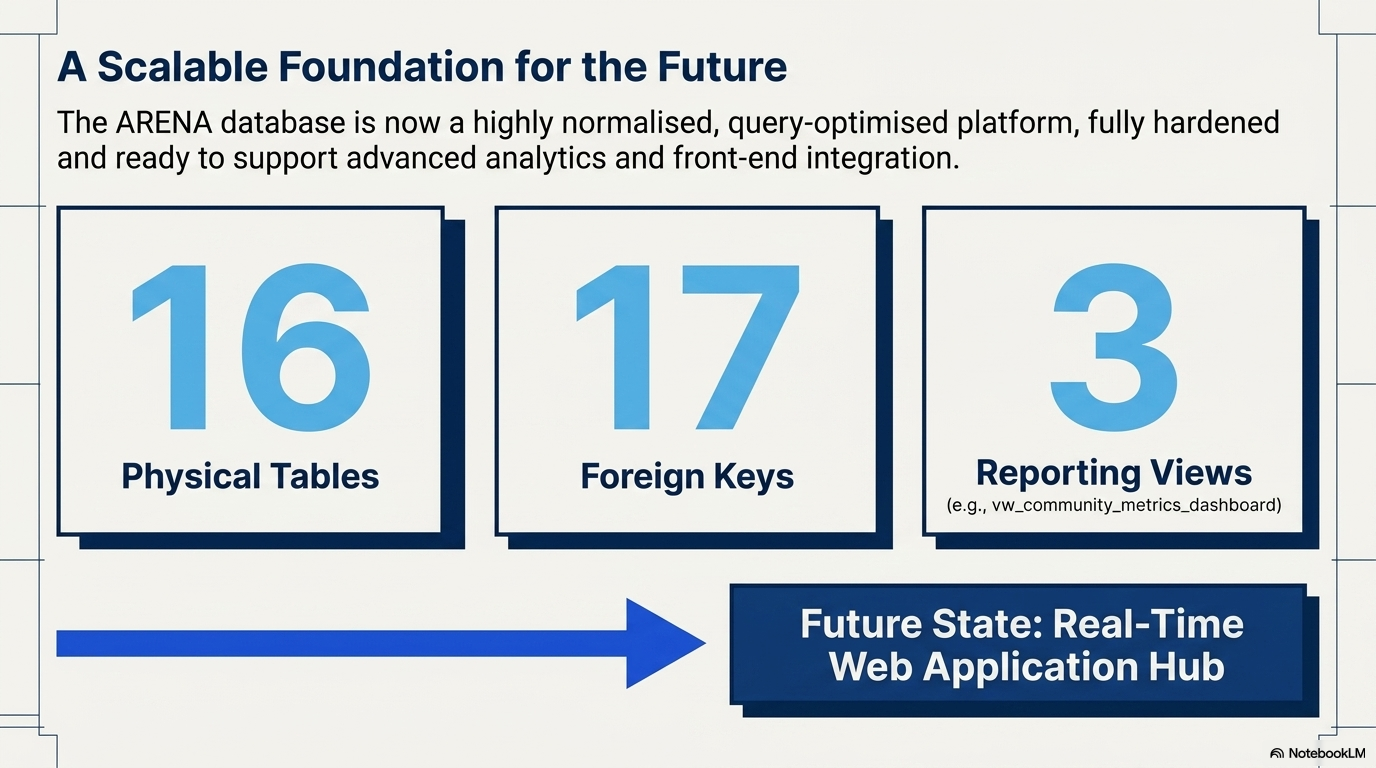 A Scalable Foundation for the Future
The ARENA database is now a highly normalised, query-optimised platform, fully hardened
and ready to support advanced analytics and front-end integration.
16
Physical Tables
17
Foreign Keys
3
Reporting Views
(e.g., vw_community_metrics_dashboard)
Future State: Real-Time
Web Application Hub
NotebookLM